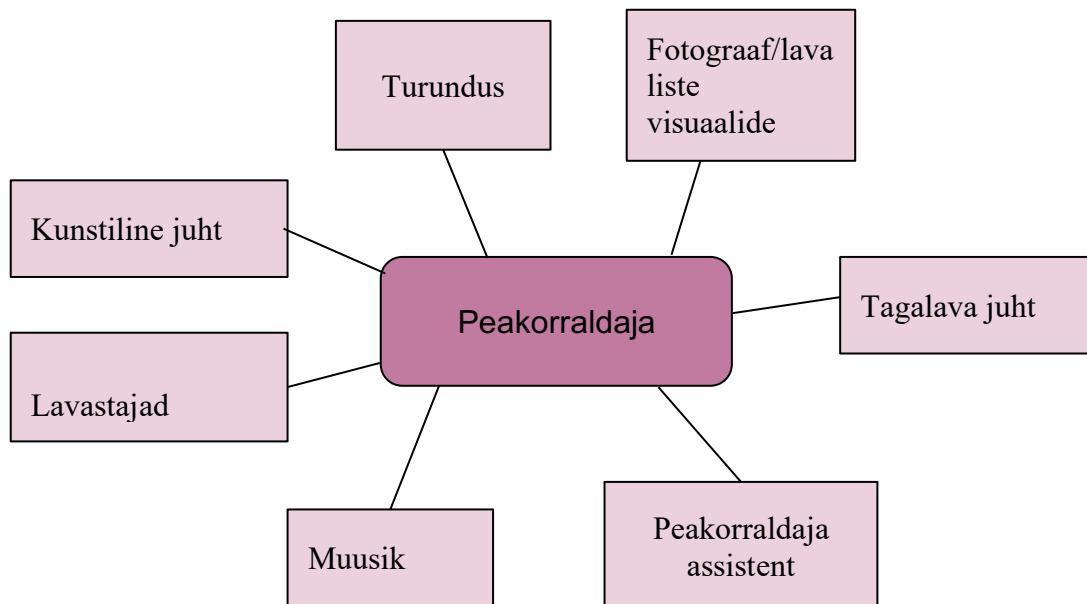 Turundus
Fotograaf/lava
liste
visuaalide
Kunstiline juht
Peakorraldaja
Tagalava juht
Lavastajad
Muusik
Peakorraldaja
assistent